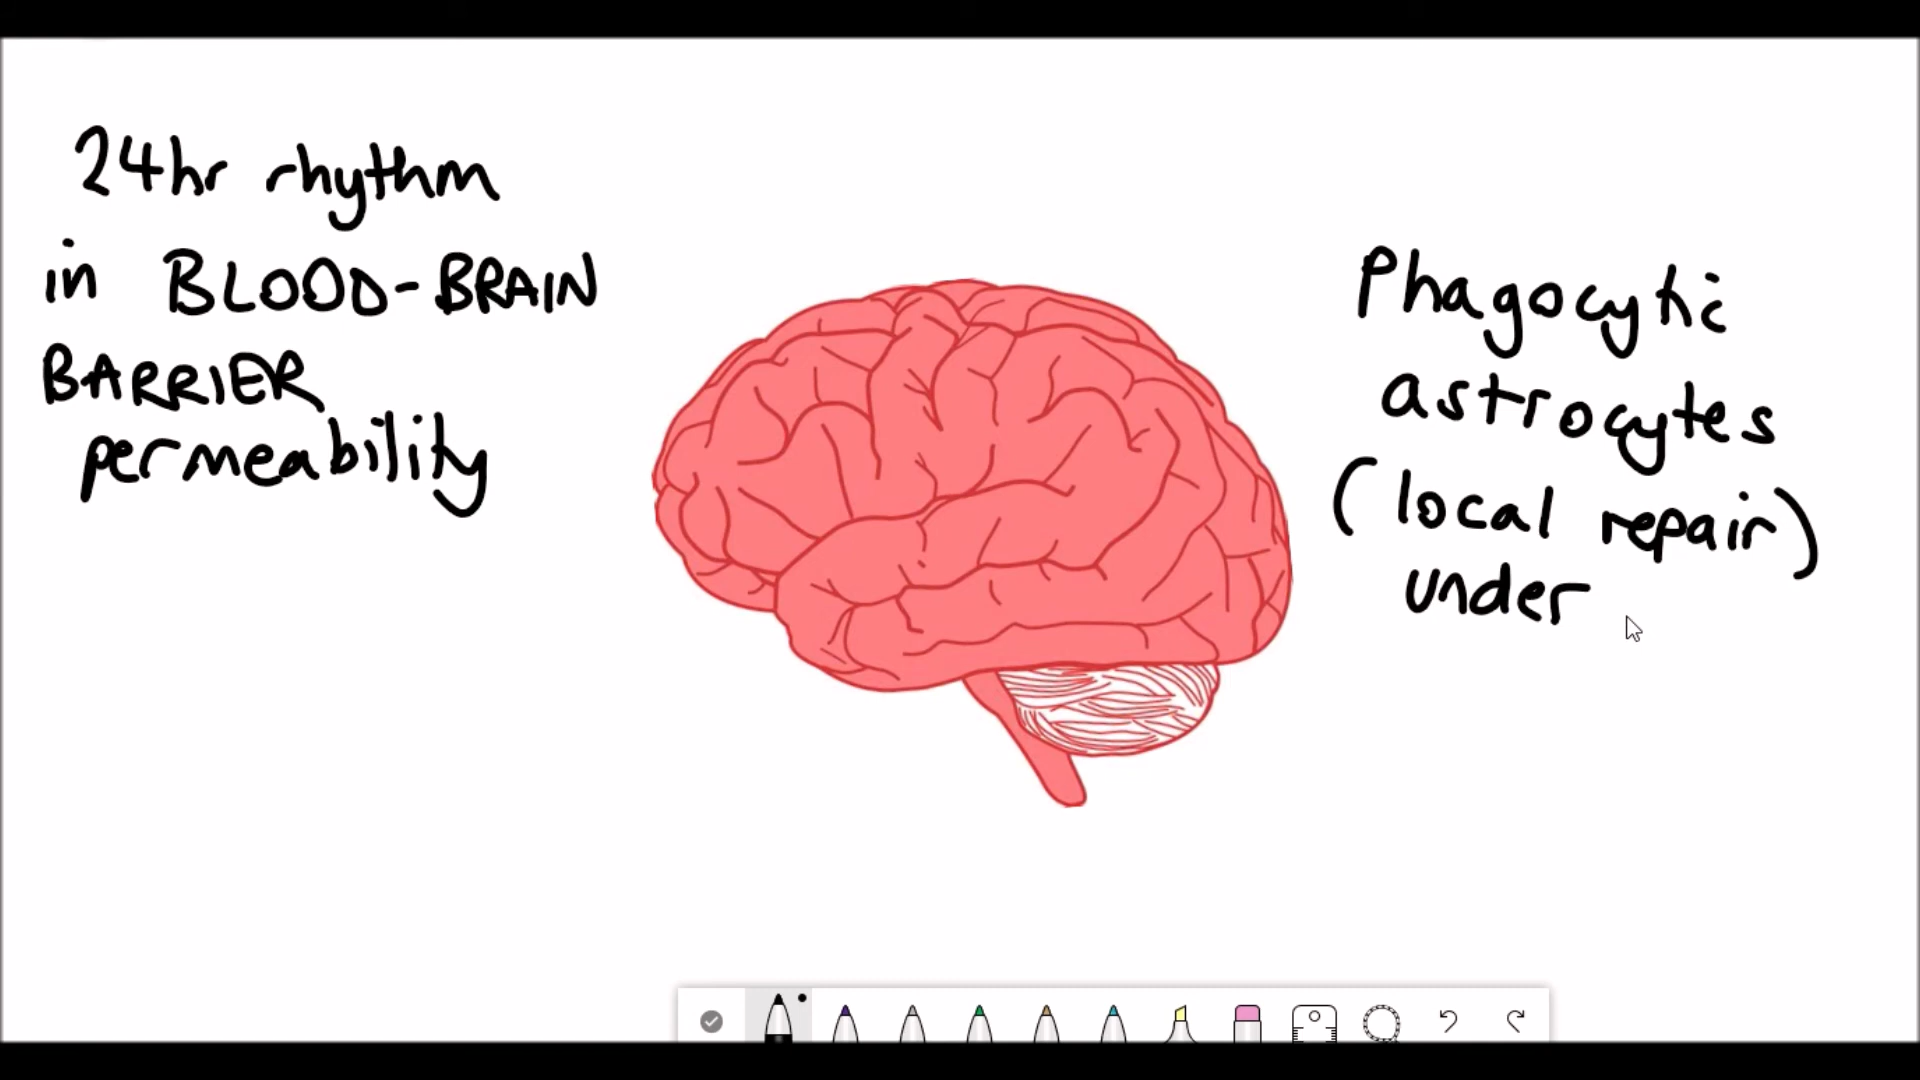 24hr rhythm
in BLOOD-BRAIN
BARRIER
permeability
Phagocytic
astrocytes
(local repair)
under